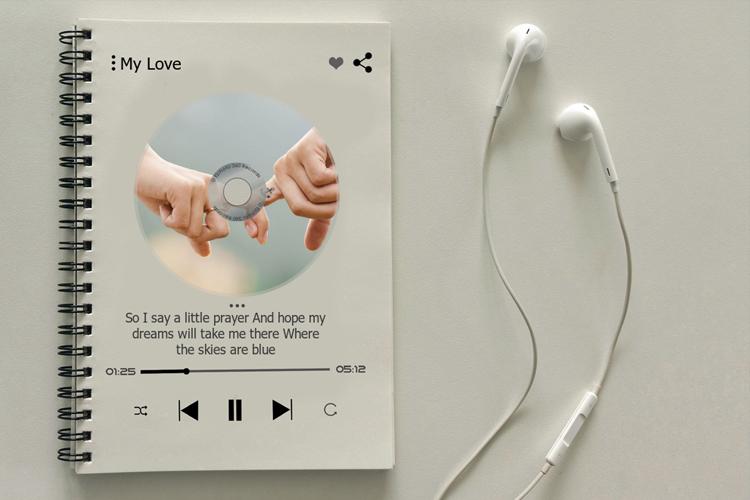 My Love
So I say a little prayer And hope my
dreams will take me there Where
the skies are blue
01:25
05:12